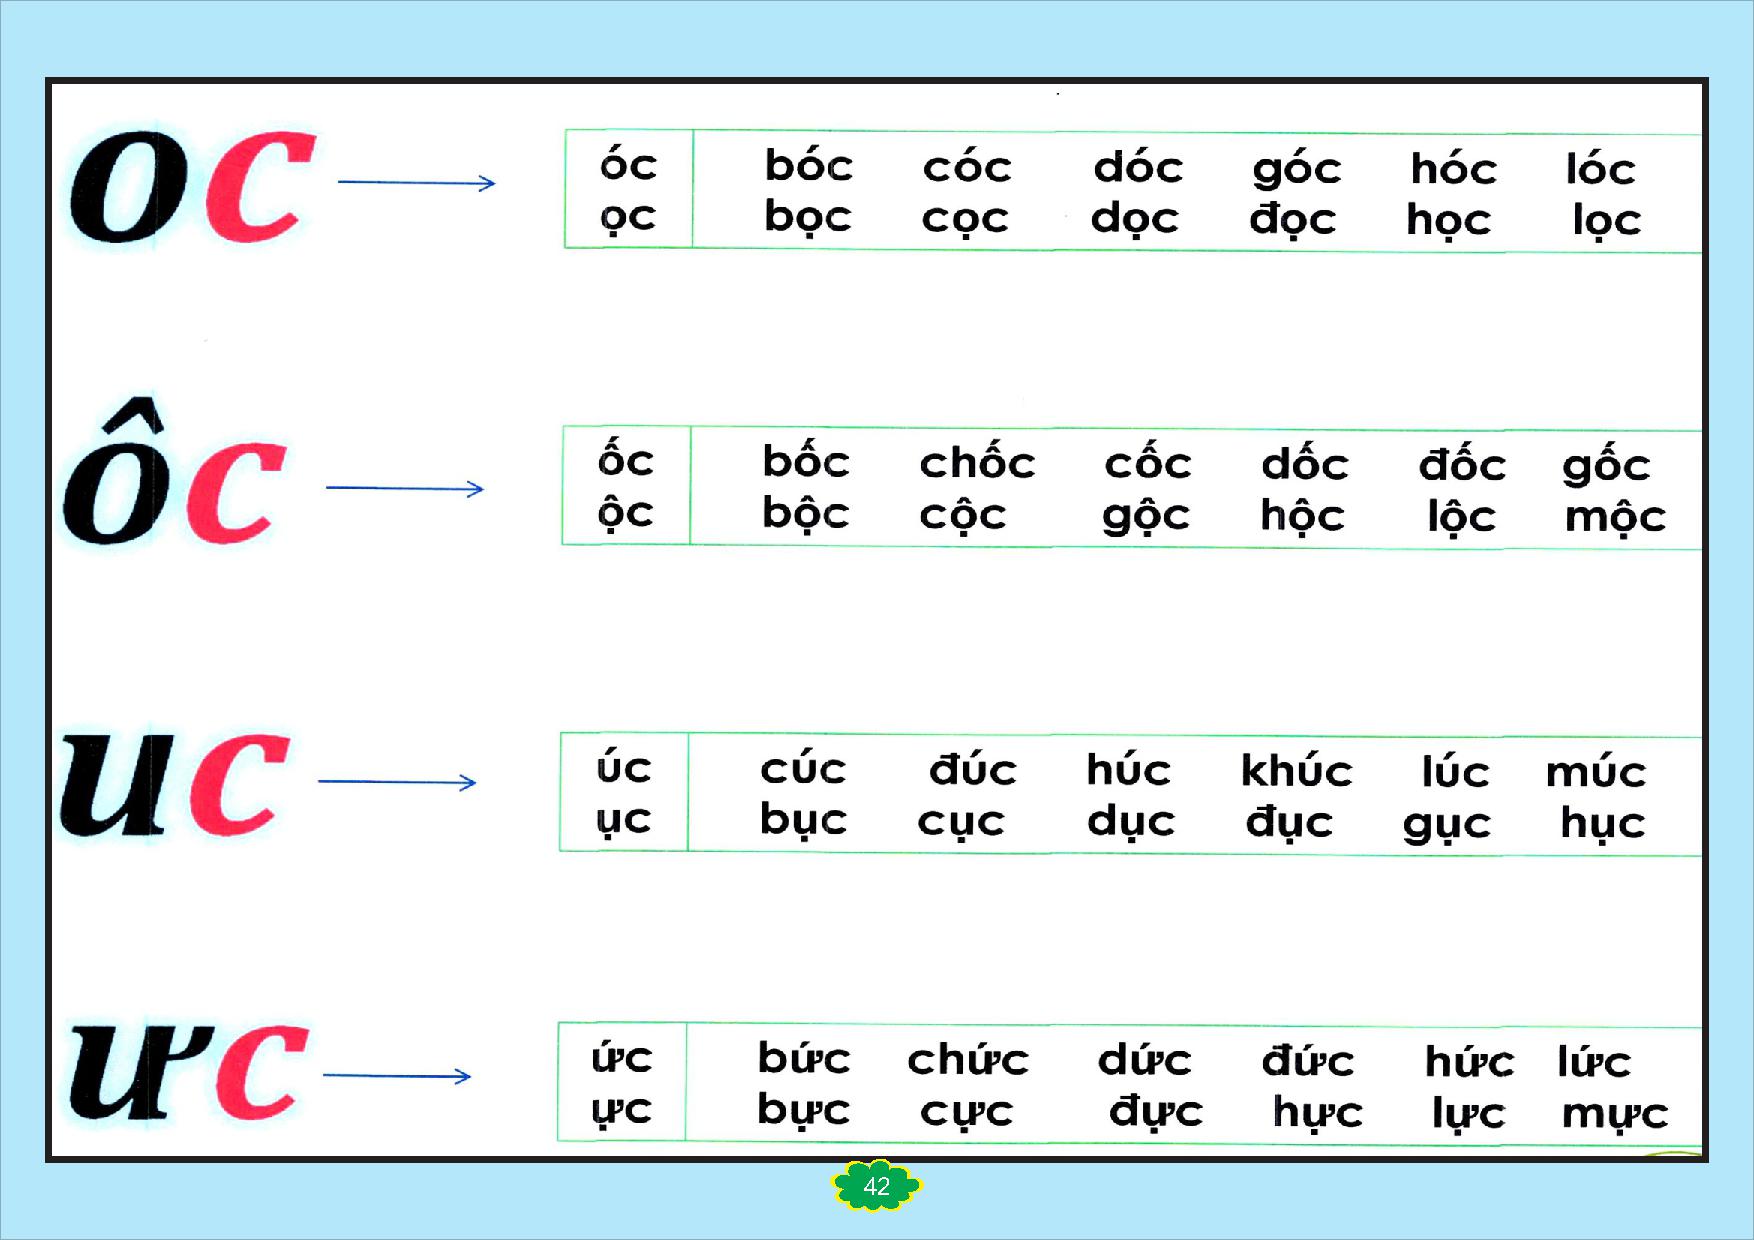 oc
óc bóc cóc dóc góc hóc lóc
ọc bọc cọc dọc đọc học lọc
ôc
ốc bốc chốc cốc dốc đốc gốc
ộc bộc cộc gộc hộc lộc mộc
uc
úc cúc đúc húc khúc lúc múc
ục bục cục dục đục gục hục
ưc
ức bức chức dức đức hức lức
ực bực cực đực hực lực mực
42